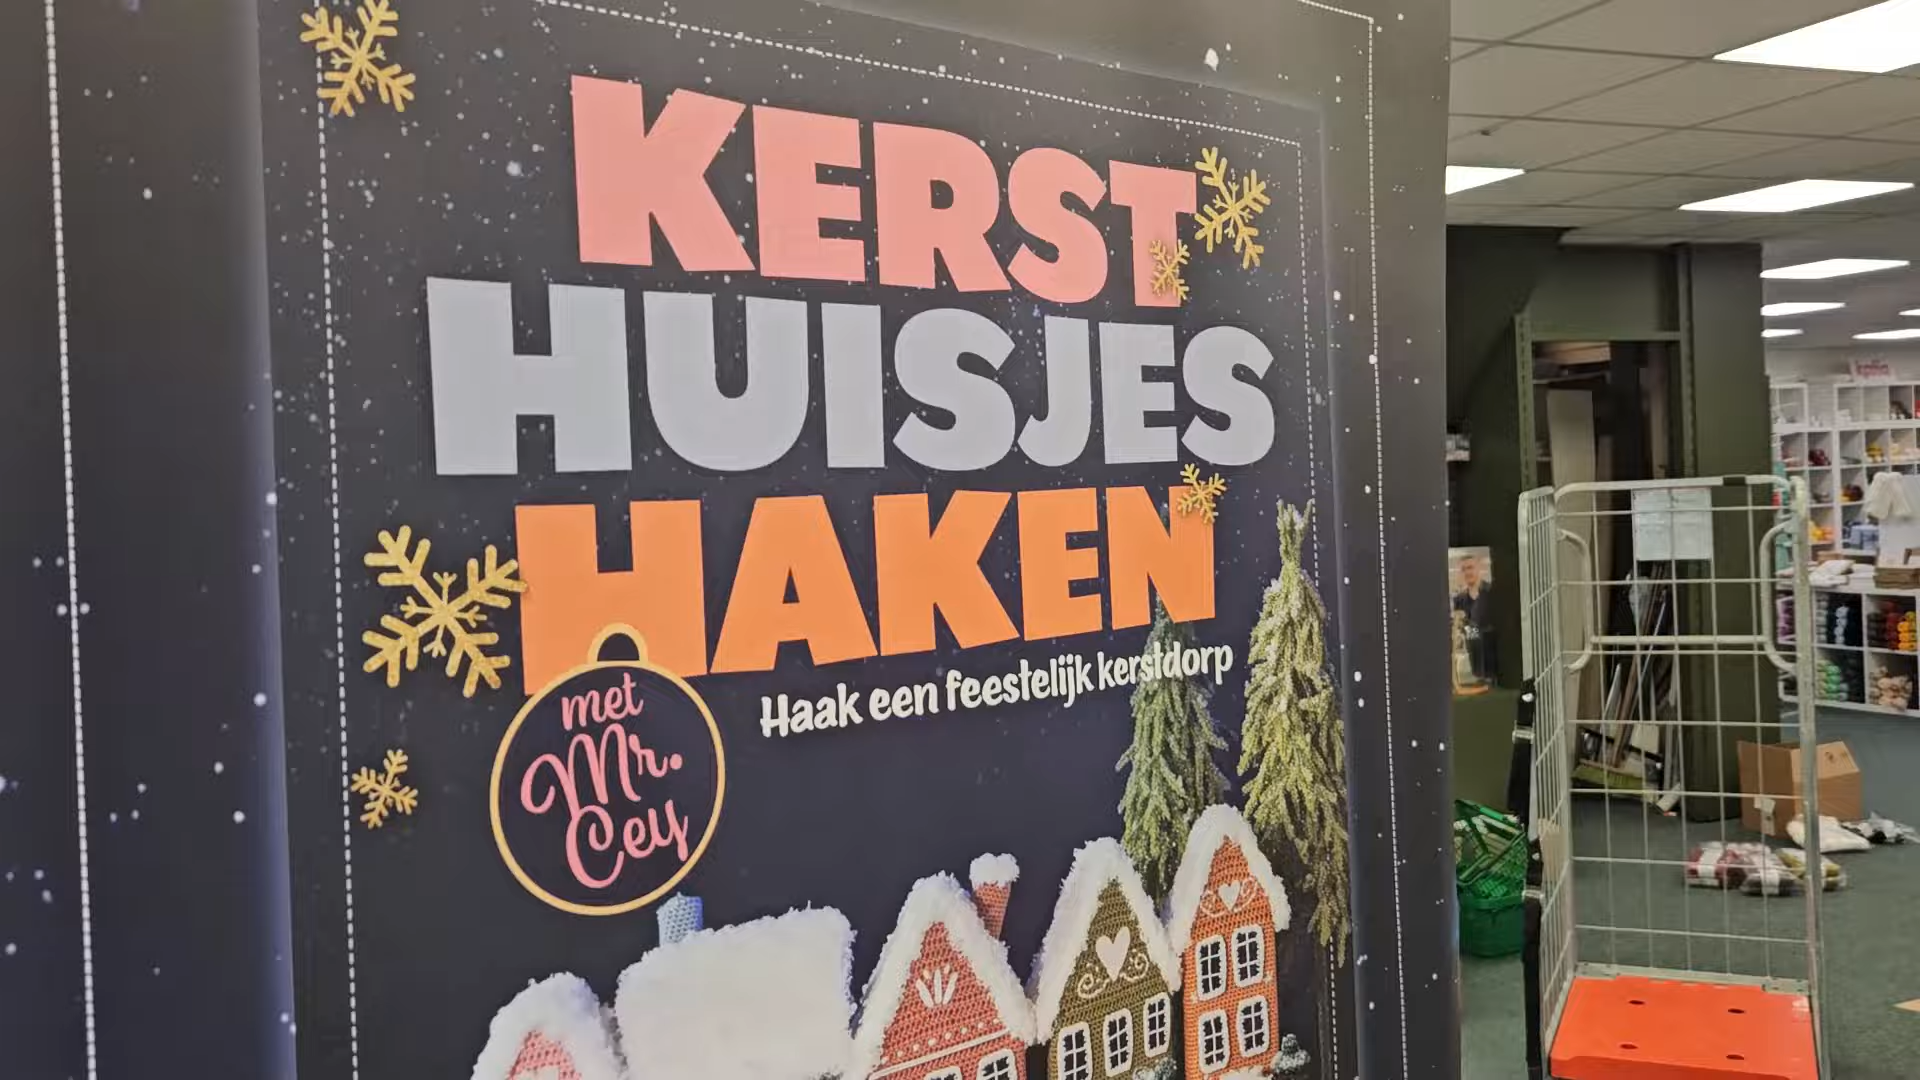 KERST
HUISJES
HAKEN
Haak een feestelijk kerstdorp
met
Mr.
Cey